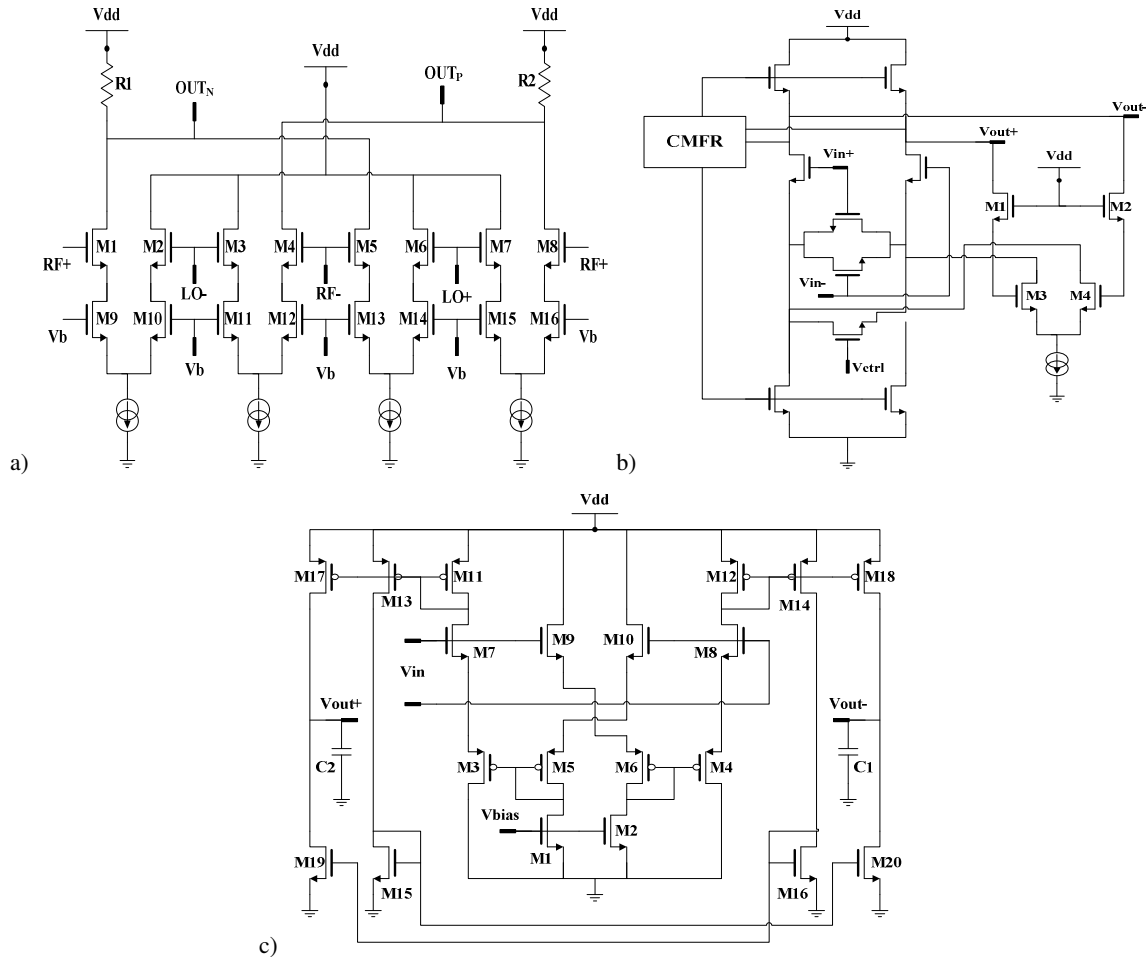 Vdd
Vdd
Vdd
R1
OUTN
OUTP
R2
M1
M2
M3
M4
M5
M6
M7
M8
RF+
LO-
RF-
LO+
RF+
M9
M10
M11
M12
M13
M14
M15
M16
Vb
Vb
Vb
Vb
Vb
a)
Vdd
CMFR
Vin+
Vout+
Vout-
Vdd
M1
M2
Vin-
M3
M4
Vctrl
b)
Vdd
M17
M13
M11
M12
M14
M18
M7
M9
M10
M8
Vin
Vout+
Vout-
C2
C1
M3
M5
M6
M4
Vbias
M1
M2
M19
M15
M16
M20
c)